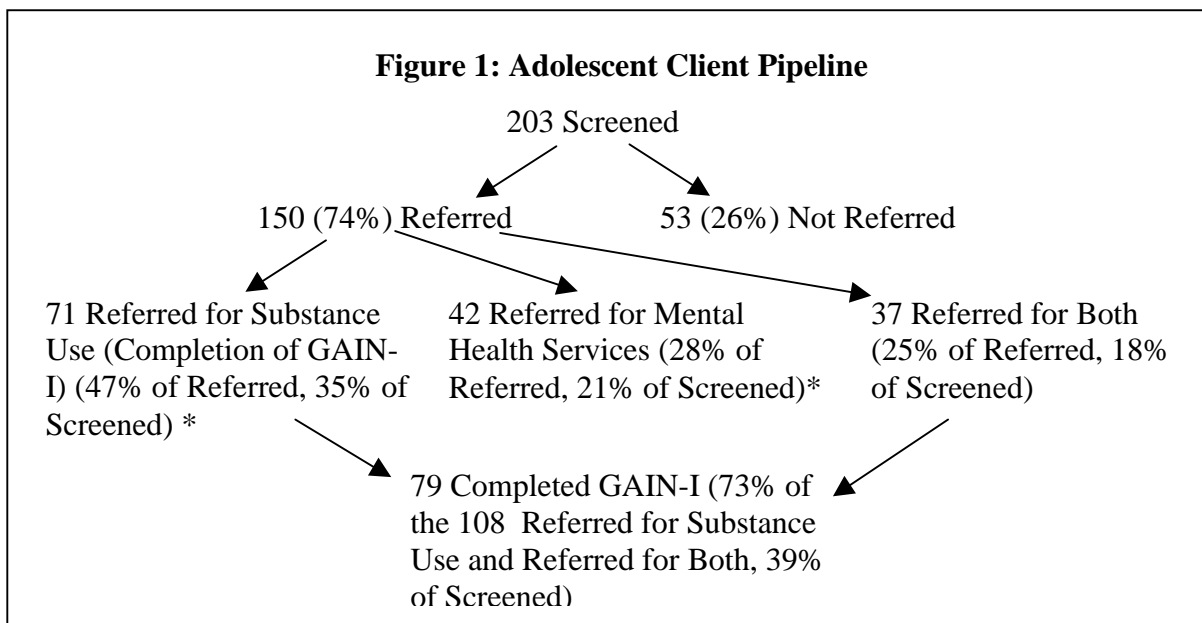 Figure 1: Adolescent Client Pipeline
203 Screened
150 (74%) Referred
53 (26%) Not Referred
71 Referred for Substance
Use (Completion of GAIN-
I) (47% of Referred, 35% of
Screened) *
42 Referred for Mental
Health Services (28% of
Referred, 21% of Screened)*
37 Referred for Both
(25% of Referred, 18%
of Screened)
79 Completed GAIN-I (73% of
the 108 Referred for Substance
Use and Referred for Both, 39%
of Screened)